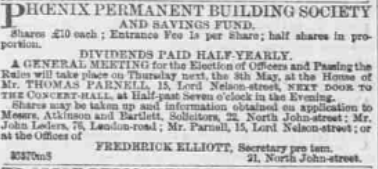 PHŒNIX PERMANENT BUILDING SOCIETY
AND SAVINGS FUND.
Shares £10 each; Entrance Fee 1s per Share; half shares in pro-
portion.
DIVIDENDS PAID HALF-YEARLY.
A GENERAL MEETING for the Election of Officers and Passing the
Rules will take place on Thursday next, the 8th May, at the House of
Mr. THOMAS PARNELL, 15, Lord Nelson-street, NEXT DOOR TO
THE CONCERT-HALL, at Half-past Seven o'clock in the Evening.
Shares may be taken up and information obtained on application to
Messrs. Atkinson and Bartlett, Solicitors, 22, North John-street; Mr.
John Leders, 76, London-road; Mr. Parnell, 15, Lord Nelson-street; or
at the Offices of
FREDERICK ELLIOTT, Secretary pro tem.
21, North John-street.